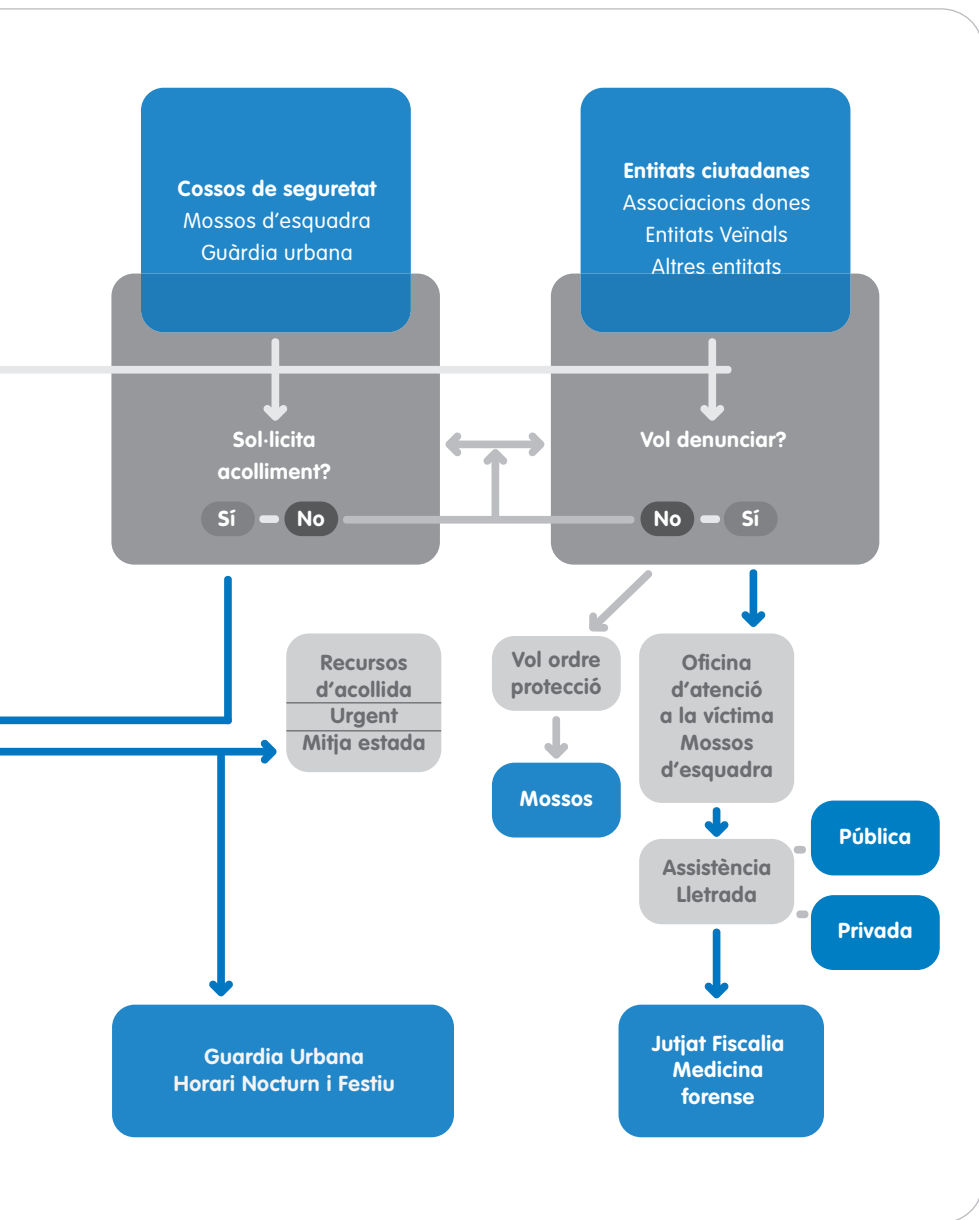 Cossos de seguretat
Mossos d'esquadra
Guàrdia urbana
Entitats ciutadanes
Associacions dones
Entitats Veïnals
Altres entitats
Sol·licita
acolliment?
Sí
No
Vol denunciar?
No
Sí
Recursos
d'acollida
Urgent
Mitja estada
Vol ordre
protecció
Mossos
Oficina
d'atenció
a la víctima
Mossos
d'esquadra
Assistència
Lletrada
Pública
Privada
Guardia Urbana
Horari Nocturn i Festiu
Jutjat Fiscalia
Medicina
forense